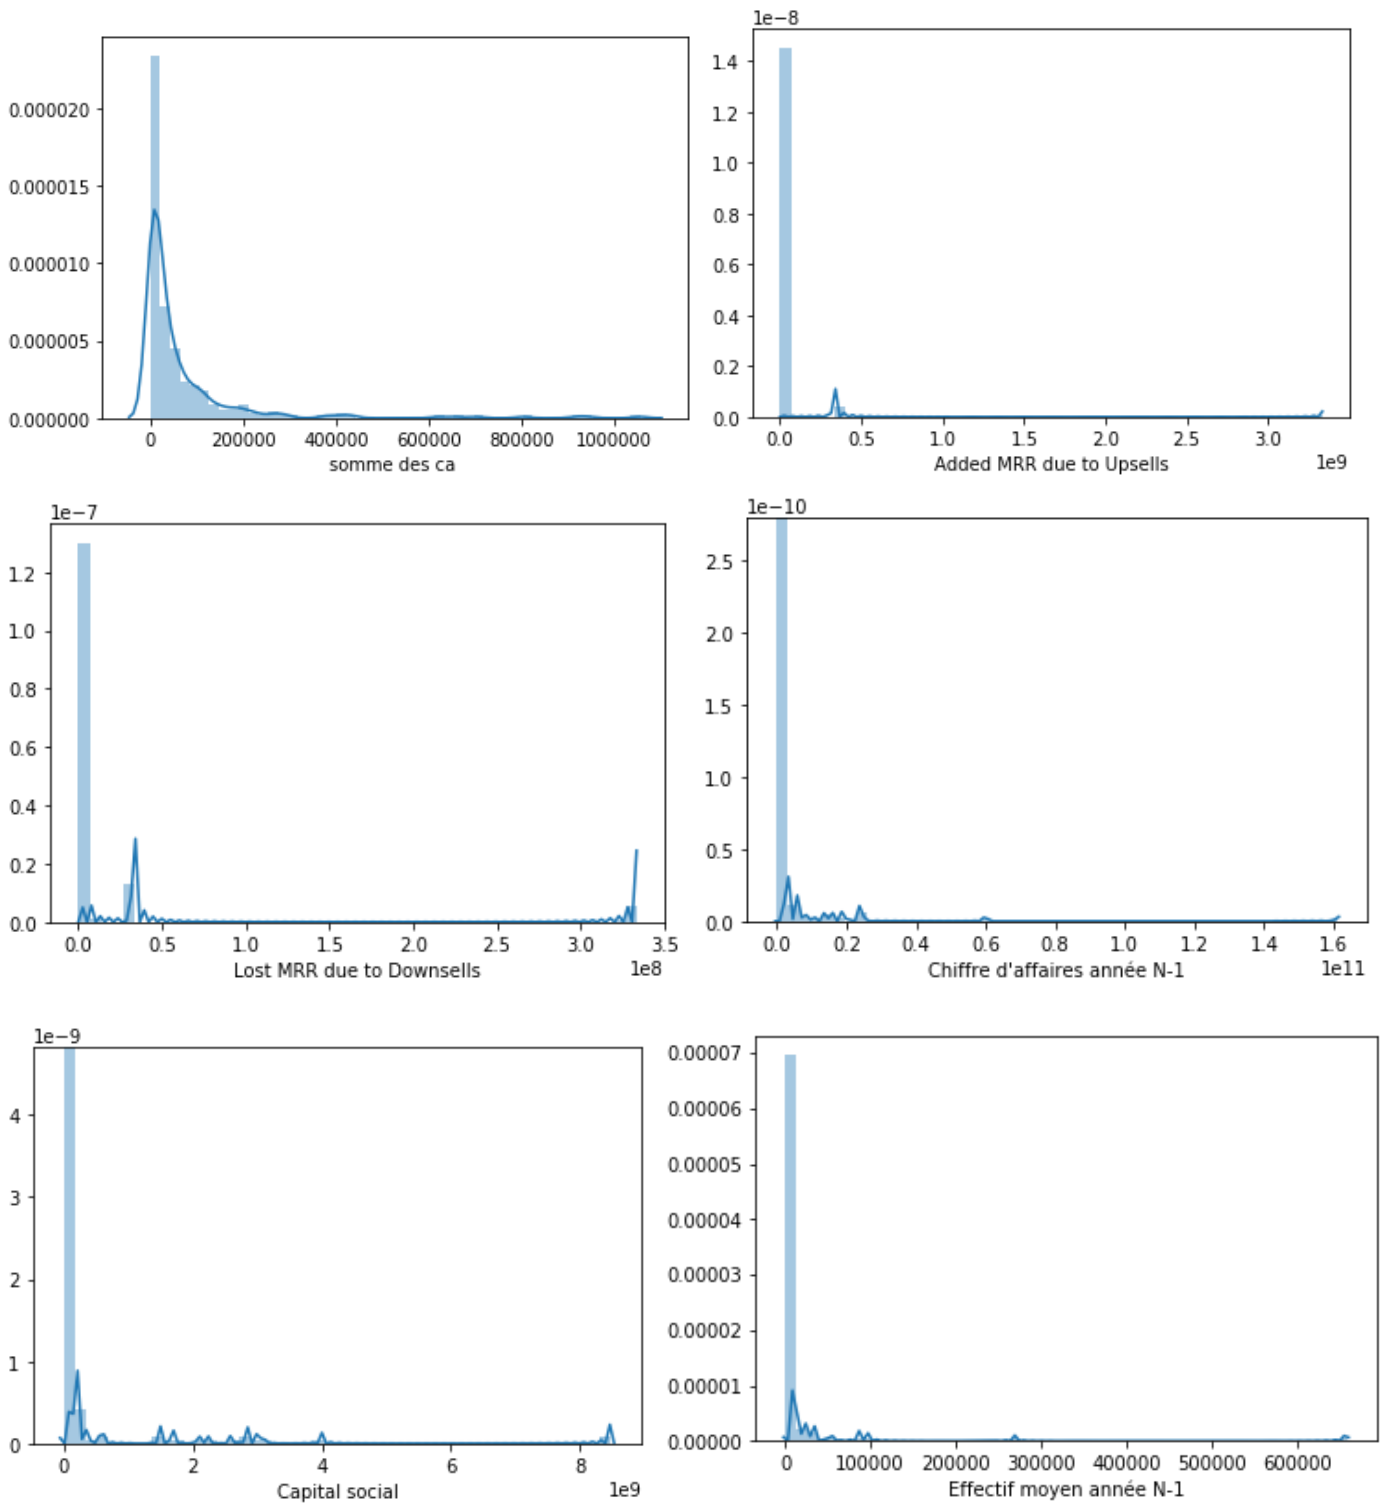 0.000020
0.000015
0.000010
0.000005
0.000000
0 200000 400000 600000 800000 1000000
somme des ca
1e−8
1.4
1.2
1.0
0.8
0.6
0.4
0.2
0.0
0.0 0.5 1.0 1.5 2.0 2.5 3.0
1e9
Added MRR due to Upsells
1e−7
1.2
1.0
0.8
0.6
0.4
0.2
0.0
0.0 0.5 1.0 1.5 2.0 2.5 3.0 3.5
1e8
Lost MRR due to Downsells
1e−10
2.5
2.0
1.5
1.0
0.5
0.0
0.0 0.2 0.4 0.6 0.8 1.0 1.2 1.4 1.6
1e11
Chiffre d'affaires année N-1
1e−9
4
3
2
1
0
0 2 4 6 8
1e9
Capital social
0.00007
0.00006
0.00005
0.00004
0.00003
0.00002
0.00001
0.00000
0 100000 200000 300000 400000 500000 600000
Effectif moyen année N-1